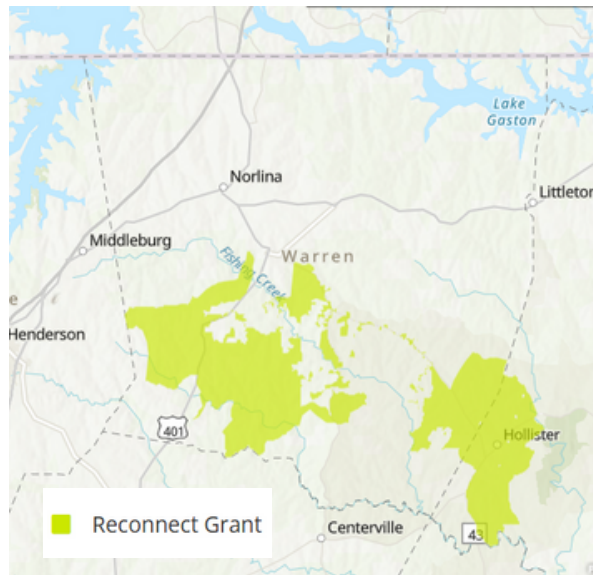 Lake
Gaston
Norlina
Littleton
Middleburg
Warren
Fishing Creek
e
Henderson
401
Hollister
Reconnect Grant
Centerville
43